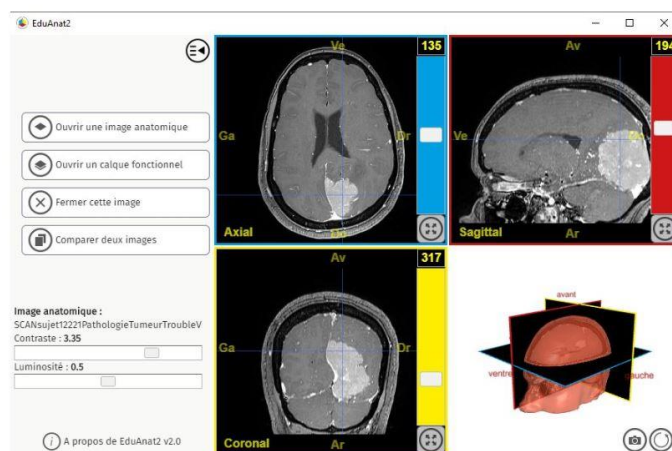 EduAnat2
Ouvrir une image anatomique
Ouvrir un calque fonctionnel
Fermer cette image
Comparer deux images
Image anatomique :
SCANsujet12221PathologieTumeurTroubleV
Contraste : 3.35
Luminosité : 0.5
i A propos de EduAnat2 v2.0
Ve
135
Ga
Dr
Axial
Do
Av
194
Ve
Do
Sagittal
Ar
Av
317
Ga
Dr
Coronal
Ar
avant
ventre
gauche